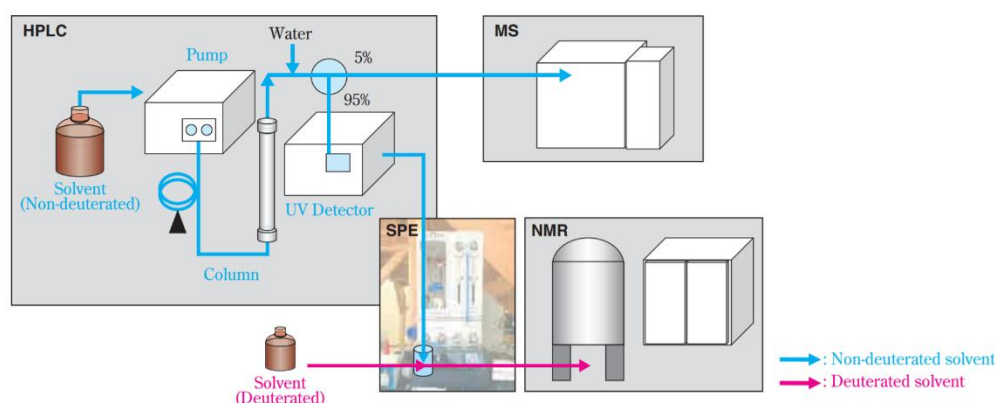 HPLC
MS
Water
Pump
5%
95%
Solvent
(Non-deuterated)
UV Detector
Column
SPE
NMR
Solvent
(Deuterated)
: Non-deuterated solvent
: Deuterated solvent